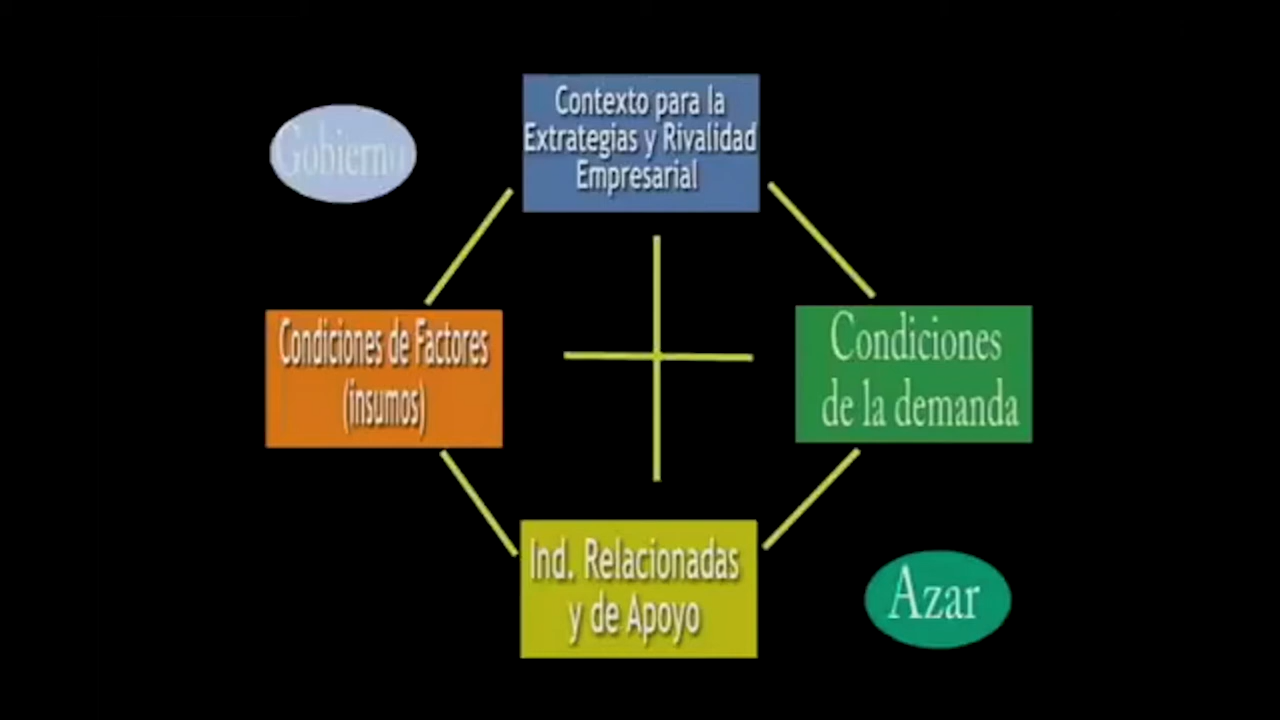 Gobierno
Contexto para la
Extrategias y Rivalidad
Empresarial
Condiciones de Factores
(insumos)
Condiciones
de la demanda
Ind. Relacionadas
y de Apoyo
Azar